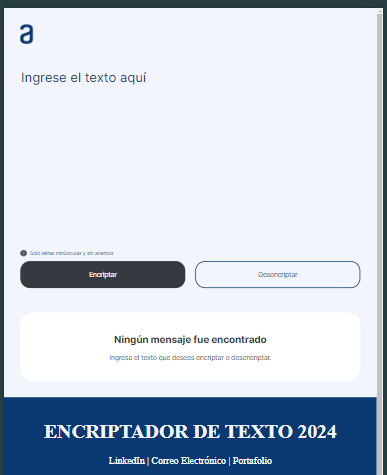 a
Ingrese el texto aquí
Solo letras minúsculas y sin acentos
Encriptar
Desencriptar
Ningún mensaje fue encontrado
Ingresa el texto que desees encriptar o desencriptar.
ENCRIPTADOR DE TEXTO 2024
LinkedIn | Correo Electrónico | Portafolio